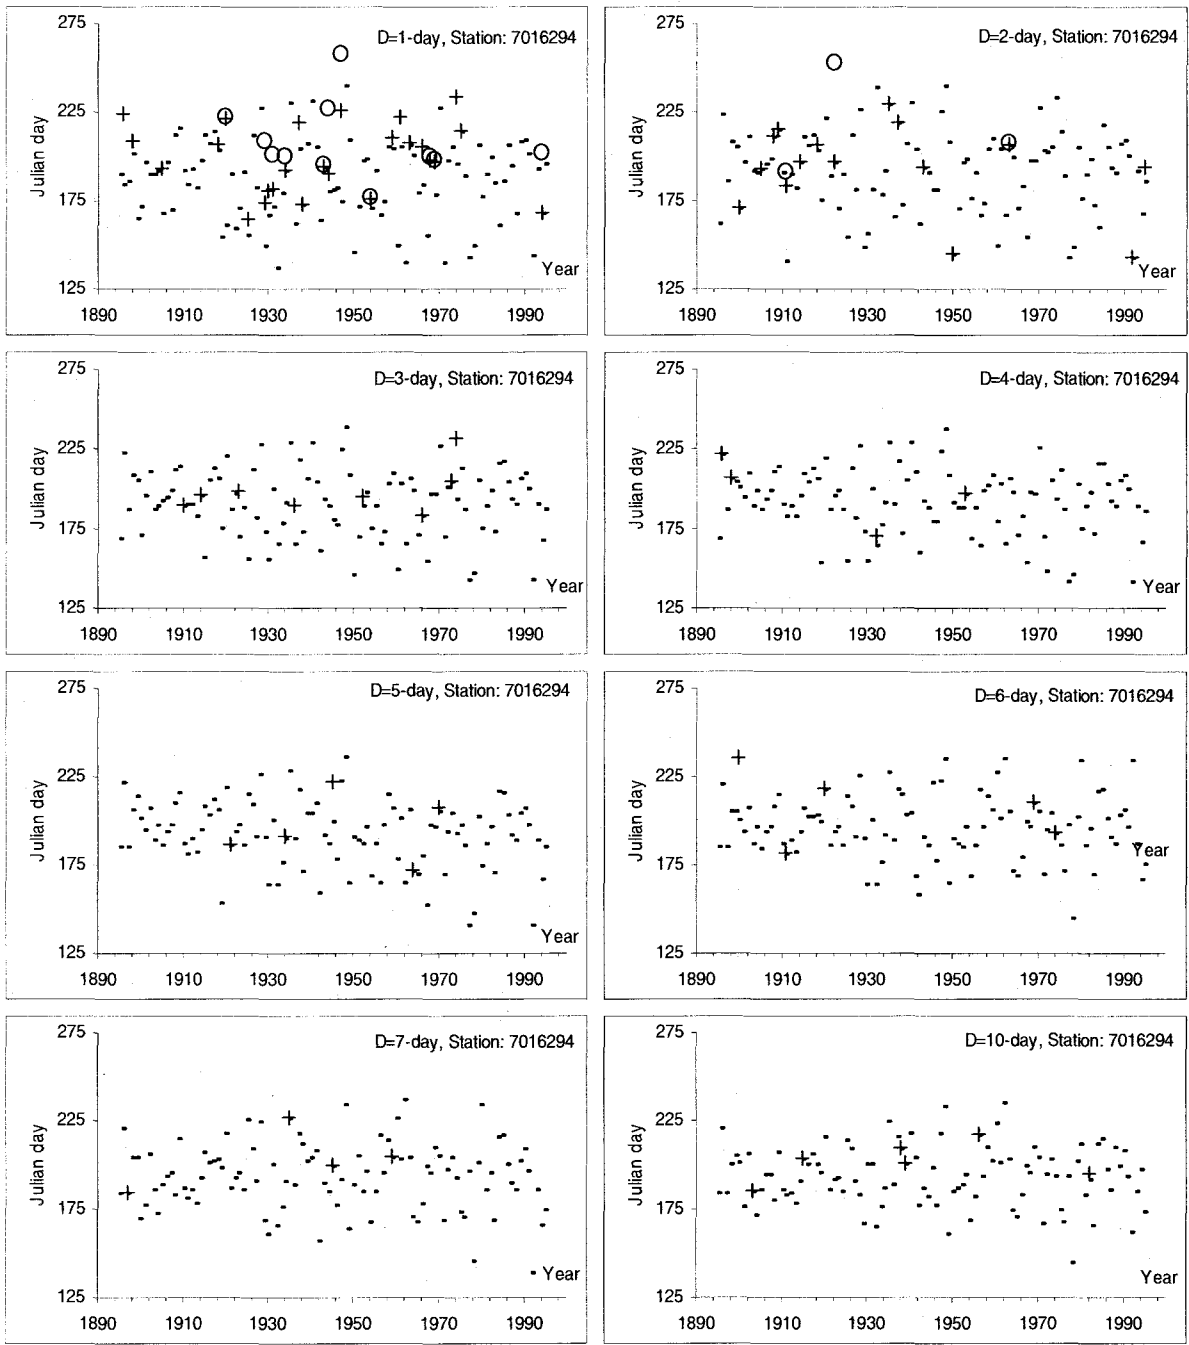 275
D=1-day, Station: 7016294
225
Julian day
175
Year
125
1890 1910 1930 1950 1970 1990
275
D=2-day, Station: 7016294
225
Julian day
175
Year
125
1890 1910 1930 1950 1970 1990
275
D=3-day, Station: 7016294
225
Julian day
175
Year
125
1890 1910 1930 1950 1970 1990
275
D=4-day, Station: 7016294
225
Julian day
175
Year
125
1890 1910 1930 1950 1970 1990
275
D=5-day, Station: 7016294
225
Julian day
175
Year
125
1890 1910 1930 1950 1970 1990
275
D=6-day, Station: 7016294
225
Julian day
175
Year
125
1890 1910 1930 1950 1970 1990
275
D=7-day, Station: 7016294
225
Julian day
175
Year
125
1890 1910 1930 1950 1970 1990
275
D=10-day, Station: 7016294
225
Julian day
175
Year
125
1890 1910 1930 1950 1970 1990